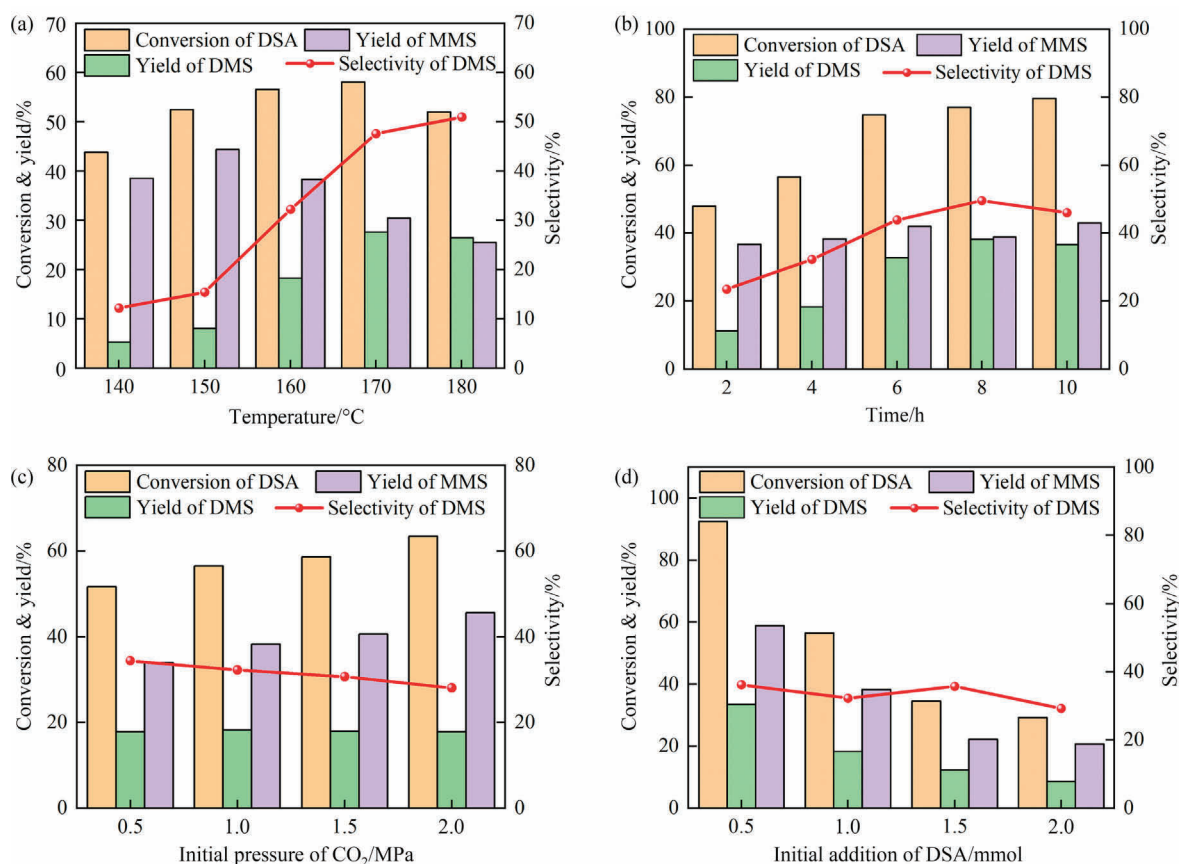 (a)
Conversion of DSA
Yield of MMS
Yield of DMS
Selectivity of DMS
Conversion & yield/%
70
60
50
40
30
20
10
0
Selectivity/%
70
60
50
40
30
20
10
0
140 150 160 170 180
Temperature/°C
(b)
Conversion of DSA
Yield of MMS
Yield of DMS
Selectivity of DMS
Conversion & yield/%
100
80
60
40
20
0
Selectivity/%
100
80
60
40
20
0
2 4 6 8 10
Time/h
(c)
Conversion of DSA
Yield of MMS
Yield of DMS
Selectivity of DMS
Conversion & yield/%
80
60
40
20
0
Selectivity/%
80
60
40
20
0
0.5 1.0 1.5 2.0
Initial pressure of CO₂/MPa
(d)
Conversion of DSA
Yield of MMS
Yield of DMS
Selectivity of DMS
Conversion & yield/%
100
80
60
40
20
0
Selectivity/%
100
80
60
40
20
0
0.5 1.0 1.5 2.0
Initial addition of DSA/mmol